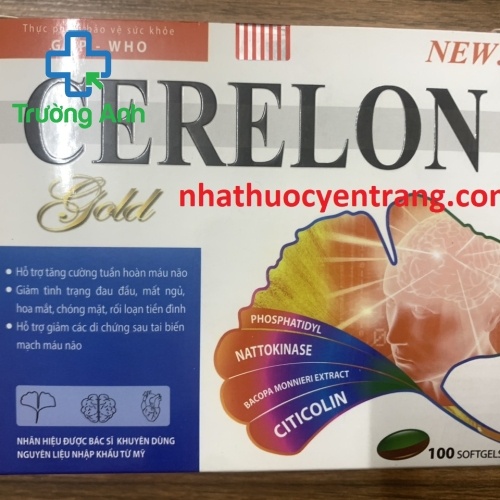 Thực phẩm bảo vệ sức khỏe
GMP - WHO
NEW
Trường Anh
CERELON
Gold
nhathuocyentrang.com
• Hỗ trợ tăng cường tuần hoàn máu não
• Giảm tình trạng đau đầu, mất ngủ,
hoa mắt, chóng mặt, rối loạn tiền đình
• Hỗ trợ giảm các di chứng sau tai biến
mạch máu não
PHOSPHATIDYL
NATTOKINASE
BACOPA MONNIERI EXTRACT
CITICOLIN
NHÃN HIỆU ĐƯỢC BÁC SĨ KHUYÊN DÙNG
NGUYÊN LIỆU NHẬP KHẨU TỪ MỸ
100 SOFTGELS